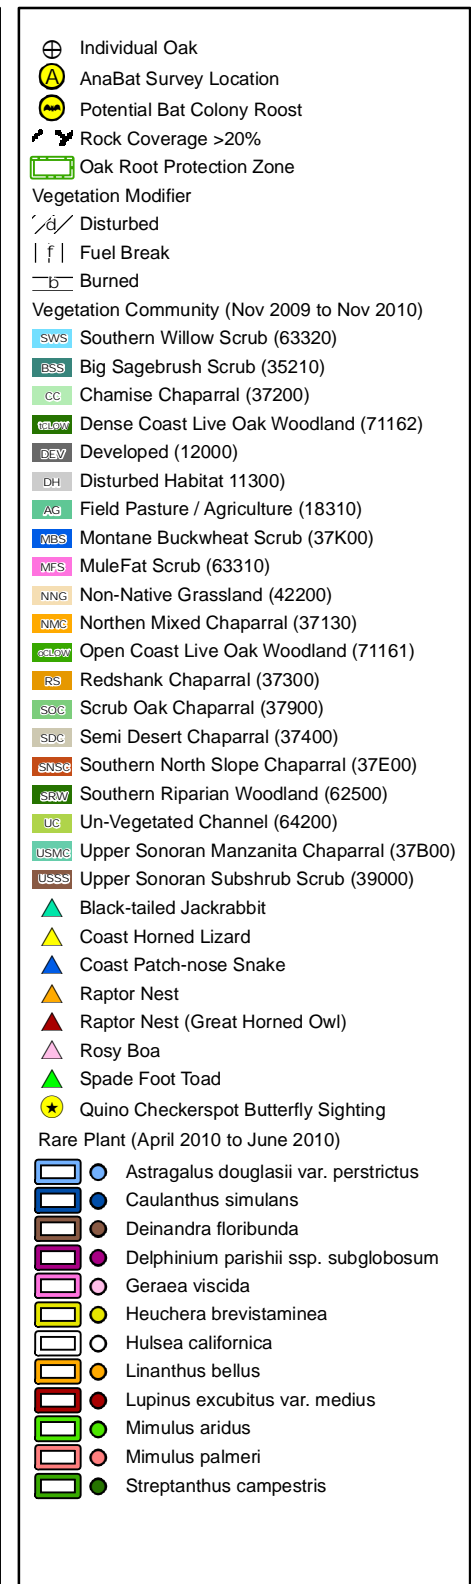 Individual Oak
A AnaBat Survey Location
Potential Bat Colony Roost
Rock Coverage >20%
Oak Root Protection Zone
Vegetation Modifier
d Disturbed
f Fuel Break
b Burned
Vegetation Community (Nov 2009 to Nov 2010)
SWS Southern Willow Scrub (63320)
BSS Big Sagebrush Scrub (35210)
CC Chamise Chaparral (37200)
Dense Coast Live Oak Woodland (71162)
DEV Developed (12000)
DH Disturbed Habitat 11300)
AG Field Pasture / Agriculture (18310)
MBS Montane Buckwheat Scrub (37K00)
MFS MuleFat Scrub (63310)
NNG Non-Native Grassland (42200)
NMC Northen Mixed Chaparral (37130)
oCLOW Open Coast Live Oak Woodland (71161)
RS Redshank Chaparral (37300)
SOC Scrub Oak Chaparral (37900)
SDC Semi Desert Chaparral (37400)
SNSC Southern North Slope Chaparral (37E00)
SRW Southern Riparian Woodland (62500)
UC Un-Vegetated Channel (64200)
USMC Upper Sonoran Manzanita Chaparral (37B00)
USSS Upper Sonoran Subshrub Scrub (39000)
Black-tailed Jackrabbit
Coast Horned Lizard
Coast Patch-nose Snake
Raptor Nest
Raptor Nest (Great Horned Owl)
Rosy Boa
Spade Foot Toad
Quino Checkerspot Butterfly Sighting
Rare Plant (April 2010 to June 2010)
Astragalus douglasii var. perstrictus
Caulanthus simulans
Deinandra floribunda
Delphinium parishii ssp. subglobosum
Geraea viscida
Heuchera brevistaminea
Hulsea californica
Linanthus bellus
Lupinus excubitus var. medius
Mimulus aridus
Mimulus palmeri
Streptanthus campestris